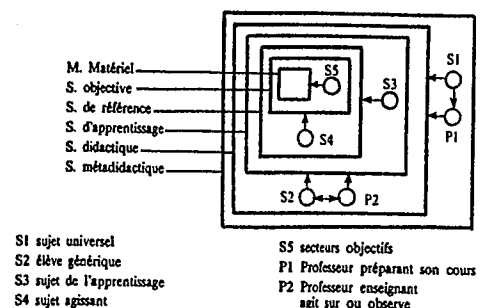 M. Matériel
S. objective
S. de référence
S. d'apprentissage
S. didactique
S. métadidactique
S5
S3
S4
S1
P1
S2
P2
S1 sujet universel
S2 élève générique
S3 sujet de l'apprentissage
S4 sujet agissant
S5 secteurs objectifs
P1 Professeur préparant son cours
P2 Professeur enseignant
agit sur ou observe